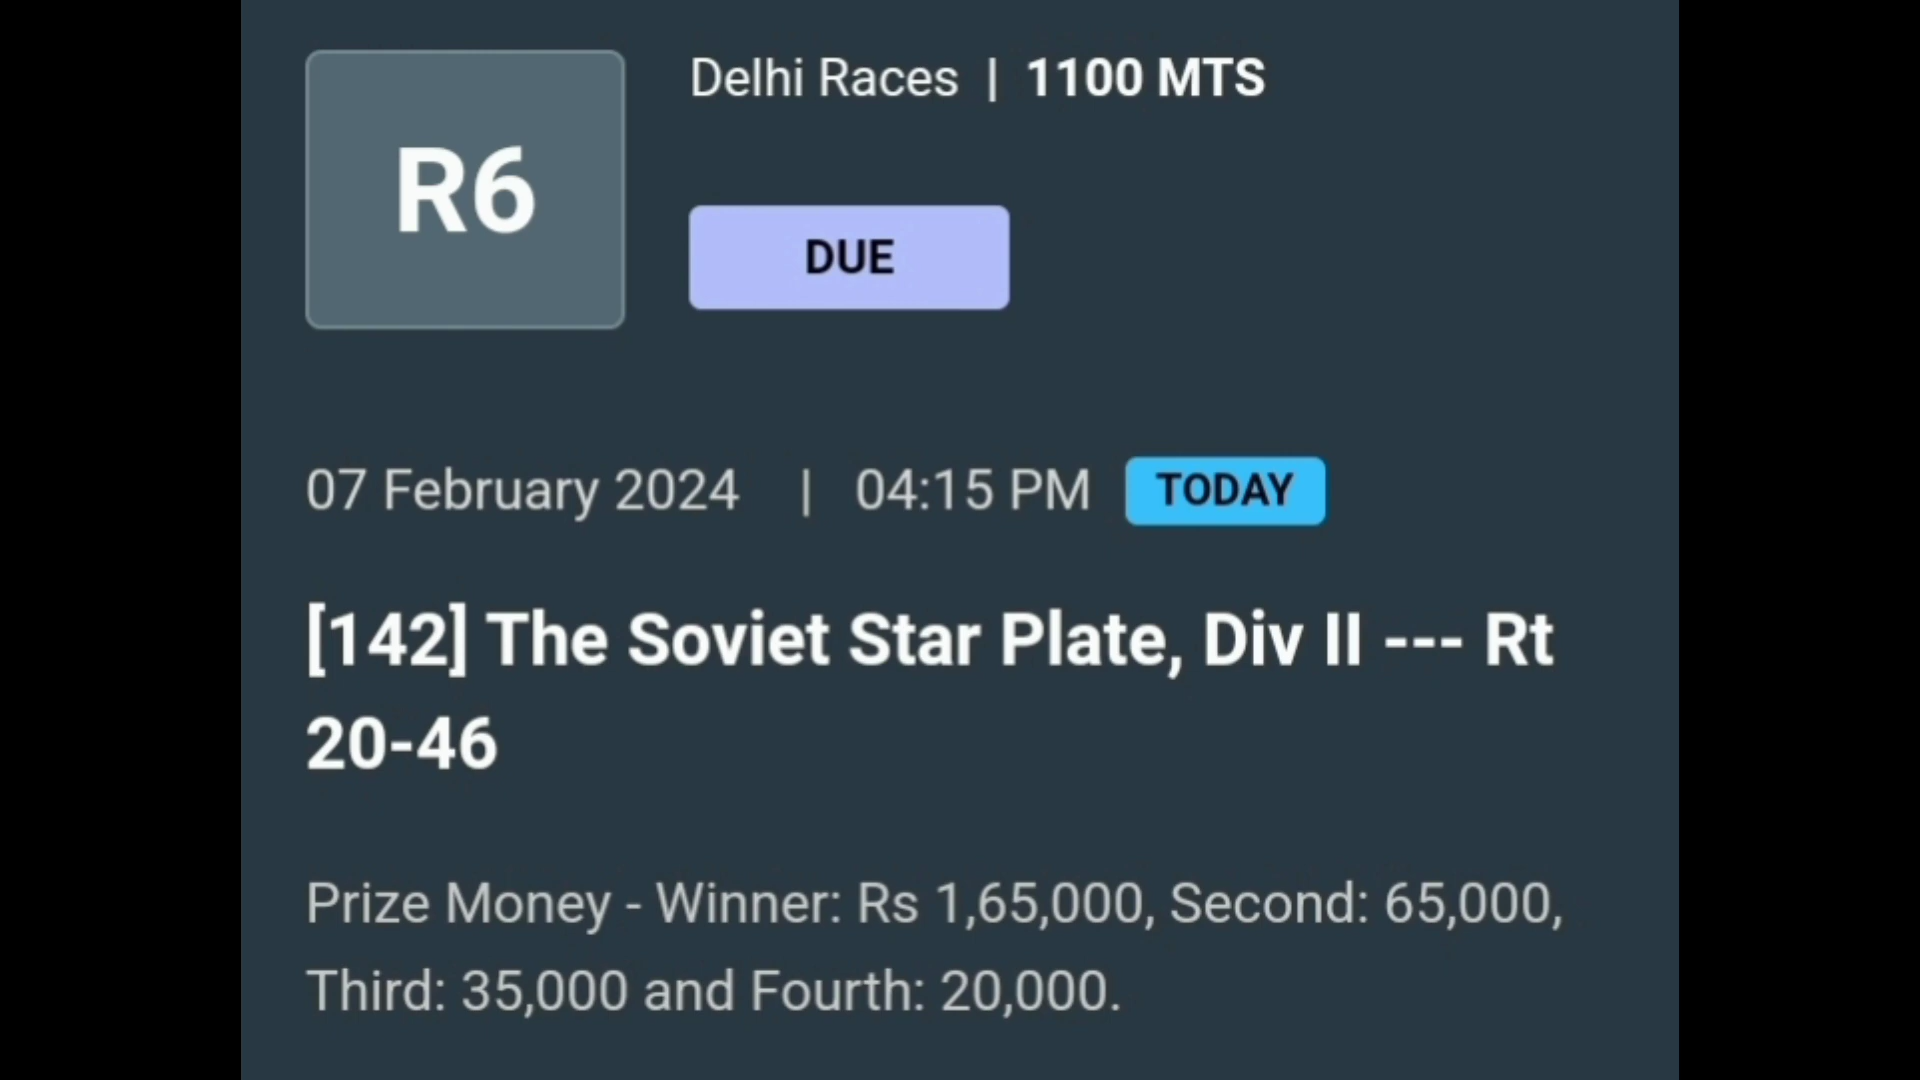 R6
Delhi Races | 1100 MTS
DUE
07 February 2024 | 04:15 PM TODAY
[142] The Soviet Star Plate, Div II --- Rt
20-46
Prize Money - Winner: Rs 1,65,000, Second: 65,000,
Third: 35,000 and Fourth: 20,000.